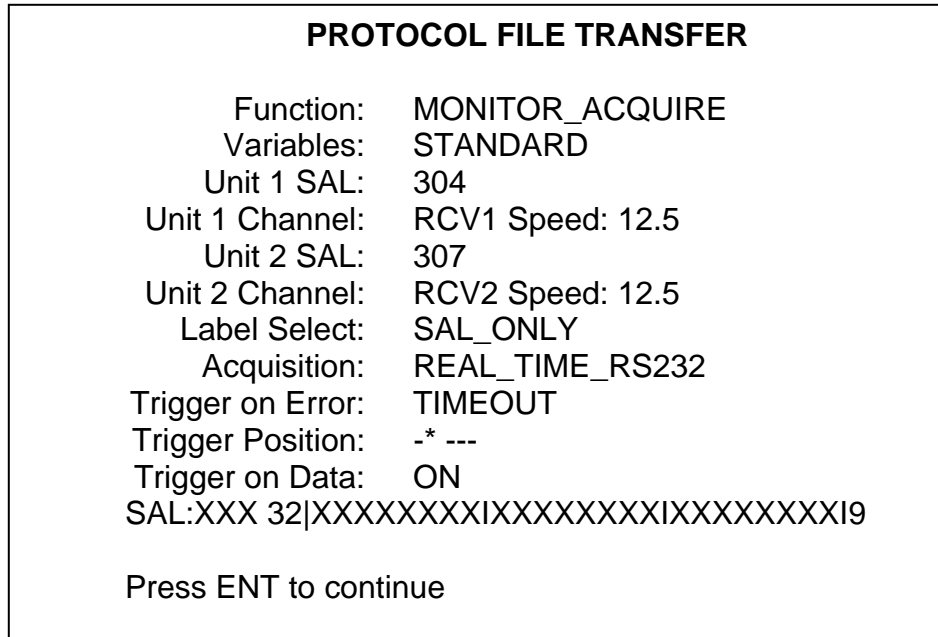 PROTOCOL FILE TRANSFER
Function: MONITOR_ACQUIRE
Variables: STANDARD
Unit 1 SAL: 304
Unit 1 Channel: RCV1 Speed: 12.5
Unit 2 SAL: 307
Unit 2 Channel: RCV2 Speed: 12.5
Label Select: SAL_ONLY
Acquisition: REAL_TIME_RS232
Trigger on Error: TIMEOUT
Trigger Position: -* ---
Trigger on Data: ON
SAL:XXX 32|XXXXXXXXIXXXXXXXXIXXXXXXXXI9
Press ENT to continue